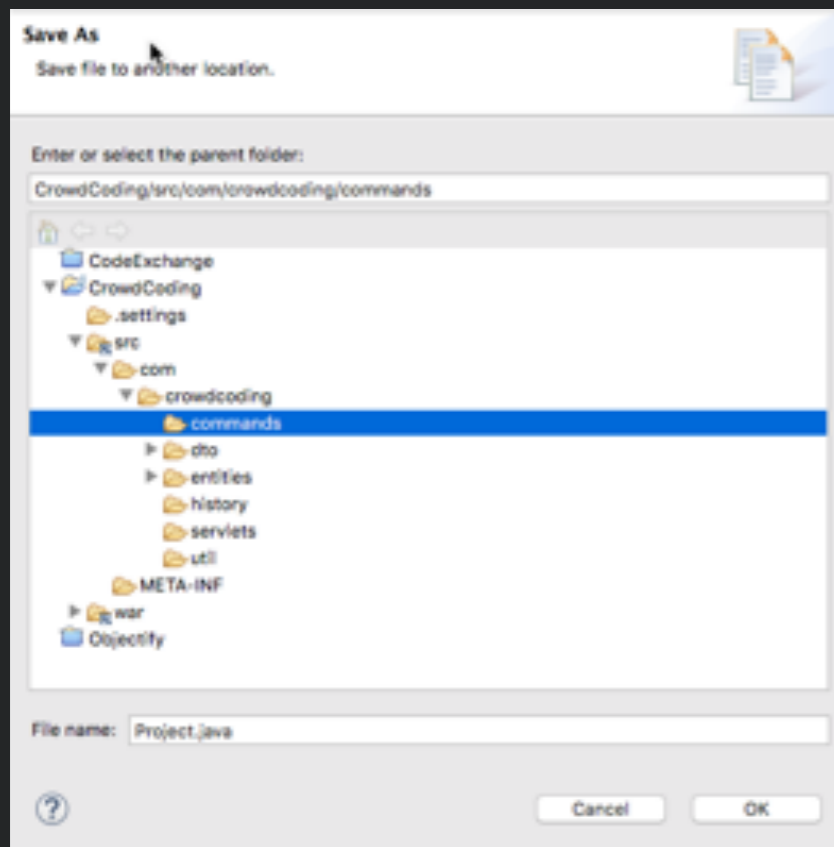 Save As
Save file to another location.
Enter or select the parent folder:
CrowdCoding/src/com/crowdcoding/commands
CodeExchange
CrowdCoding
.settings
src
com
crowdcoding
commands
dto
entities
history
servlets
util
META-INF
war
Objectify
File name: Project.java
? Cancel OK